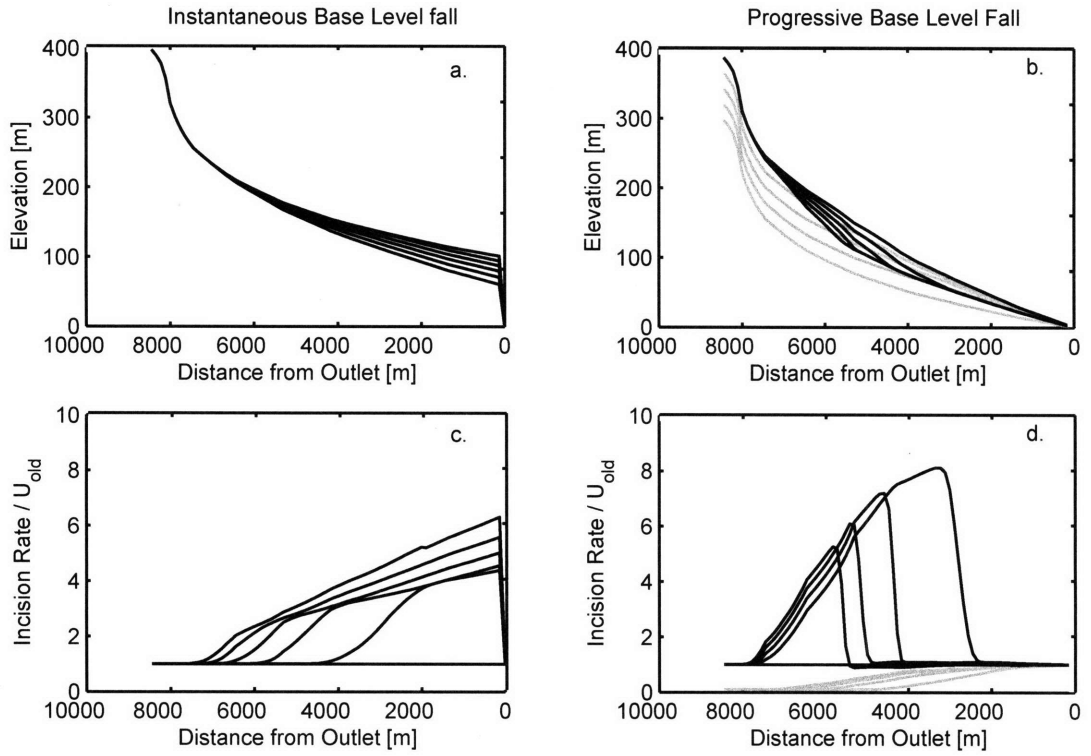 Instantaneous Base Level fall
Progressive Base Level Fall
a.
400
300
200
100
0
Elevation [m]
10000 8000 6000 4000 2000 0
Distance from Outlet [m]
b.
400
300
200
100
0
Elevation [m]
10000 8000 6000 4000 2000 0
Distance from Outlet [m]
c.
10
8
6
4
2
0
Incision Rate / Uold
10000 8000 6000 4000 2000 0
Distance from Outlet [m]
d.
10
8
6
4
2
0
Incision Rate / Uold
10000 8000 6000 4000 2000 0
Distance from Outlet [m]